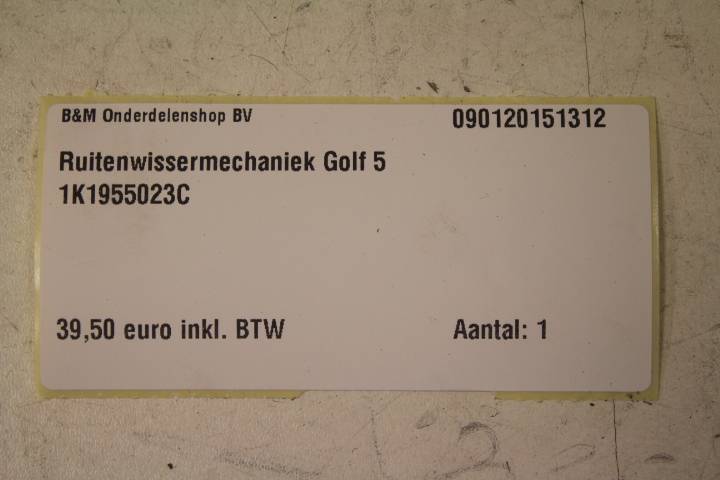 B&M Onderdelenshop BV
090120151312
Ruitenwissermechaniek Golf 5
1K1955023C
39,50 euro inkl. BTW
Aantal: 1